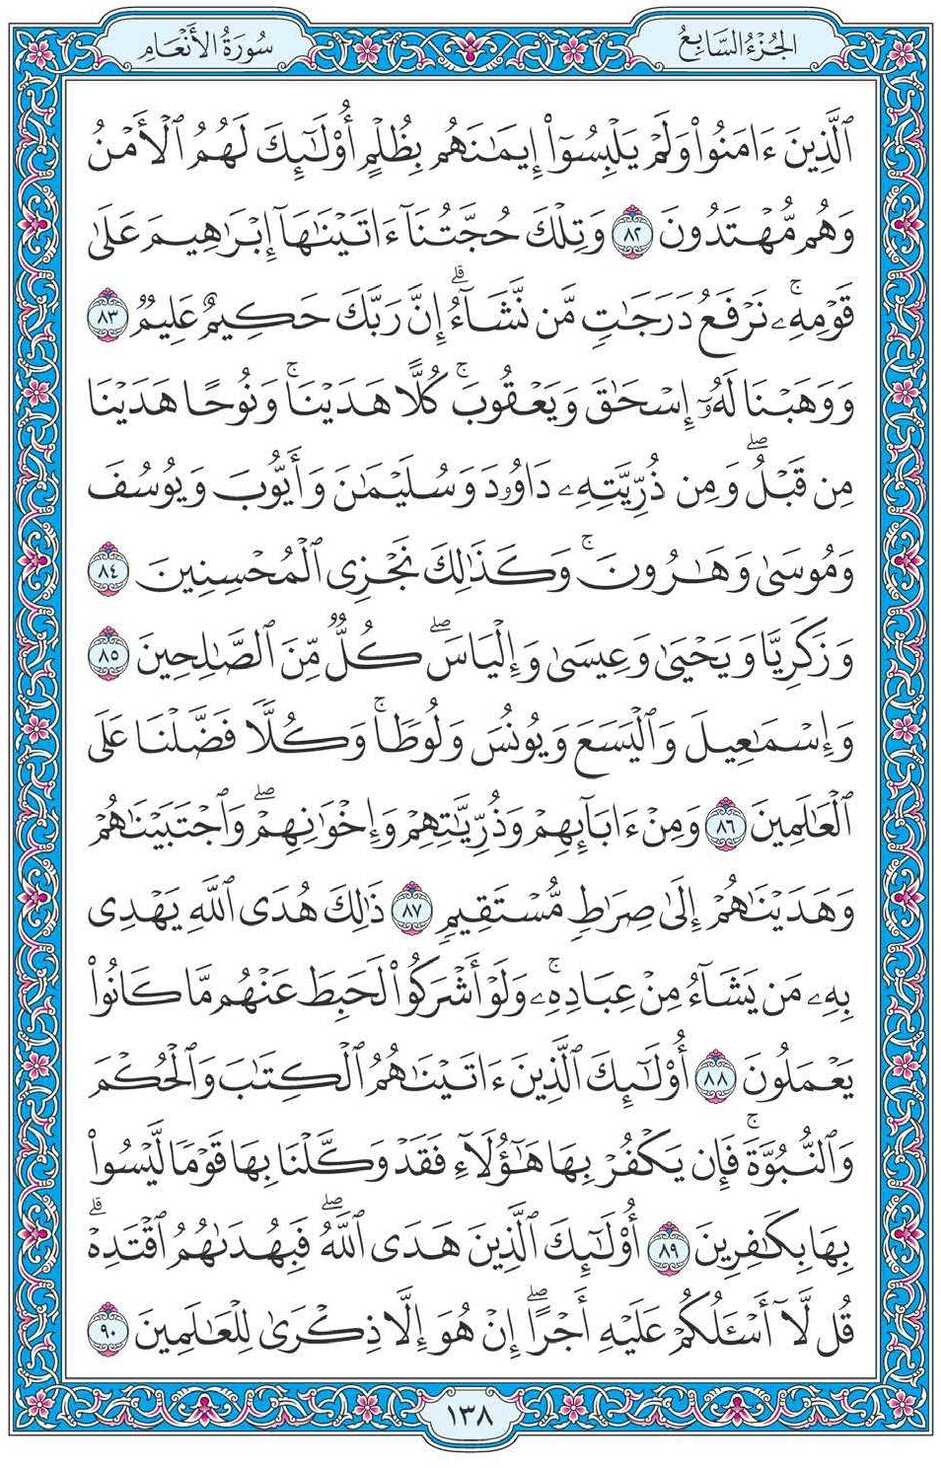 سُورَةُ الأَنْعَامِ
الجُزْءُ السَّابِعُ
ٱلَّذِينَ ءَامَنُوا۟ وَلَمْ يَلْبِسُوٓا۟ إِيمَـٰنَهُم بِظُلْمٍ أُو۟لَـٰٓئِكَ لَهُمُ ٱلْأَمْنُ
وَهُم مُّهْتَدُونَ ٨٢ وَتِلْكَ حُجَّتُنَآ ءَاتَيْنَـٰهَآ إِبْرَٰهِيمَ عَلَىٰ
قَوْمِهِۦ ۚ نَرْفَعُ دَرَجَـٰتٍ مَّن نَّشَآءُ ۗ إِنَّ رَبَّكَ حَكِيمٌ عَلِيمٌ ٨٣
وَوَهَبْنَا لَهُۥٓ إِسْحَـٰقَ وَيَعْقُوبَ ۚ كُلًّا هَدَيْنَا ۚ وَنُوحًا هَدَيْنَا
مِن قَبْلُ ۖ وَمِن ذُرِّيَّتِهِۦ دَاوُۥدَ وَسُلَيْمَـٰنَ وَأَيُّوبَ وَيُوسُفَ
وَمُوسَىٰ وَهَـٰرُونَ ۚ وَكَذَٰلِكَ نَجْزِى ٱلْمُحْسِنِينَ ٨٤
وَزَكَرِيَّا وَيَحْيَىٰ وَعِيسَىٰ وَإِلْيَاسَ ۖ كُلٌّ مِّنَ ٱلصَّـٰلِحِينَ ٨٥
وَإِسْمَـٰعِيلَ وَٱلْيَسَعَ وَيُونُسَ وَلُوطًا ۚ وَكُلًّا فَضَّلْنَا عَلَى
ٱلْعَـٰلَمِينَ ٨٦ وَمِنْ ءَابَآئِهِمْ وَذُرِّيَّـٰتِهِمْ وَإِخْوَٰنِهِمْ ۖ وَٱجْتَبَيْنَـٰهُمْ
وَهَدَيْنَـٰهُمْ إِلَىٰ صِرَٰطٍ مُّسْتَقِيمٍ ٨٧ ذَٰلِكَ هُدَى ٱللَّهِ يَهْدِى
بِهِۦ مَن يَشَآءُ مِنْ عِبَادِهِۦ ۚ وَلَوْ أَشْرَكُوا۟ لَحَبِطَ عَنْهُم مَّا كَانُوا۟
يَعْمَلُونَ ٨٨ أُو۟لَـٰٓئِكَ ٱلَّذِينَ ءَاتَيْنَـٰهُمُ ٱلْكِتَـٰبَ وَٱلْحُكْمَ
وَٱلنُّبُوَّةَ ۚ فَإِن يَكْفُرْ بِهَا هَـٰٓؤُلَآءِ فَقَدْ وَكَّلْنَا بِهَا قَوْمًا لَّيْسُوا۟
بِهَا بِكَـٰفِرِينَ ٨٩ أُو۟لَـٰٓئِكَ ٱلَّذِينَ هَدَى ٱللَّهُ ۖ فَبِهُدَىٰهُمُ ٱقْتَدِهْ ۗ
قُل لَّآ أَسْـَٔلُكُمْ عَلَيْهِ أَجْرًا ۖ إِنْ هُوَ إِلَّا ذِكْرَىٰ لِلْعَـٰلَمِينَ ٩٠
١٣٨